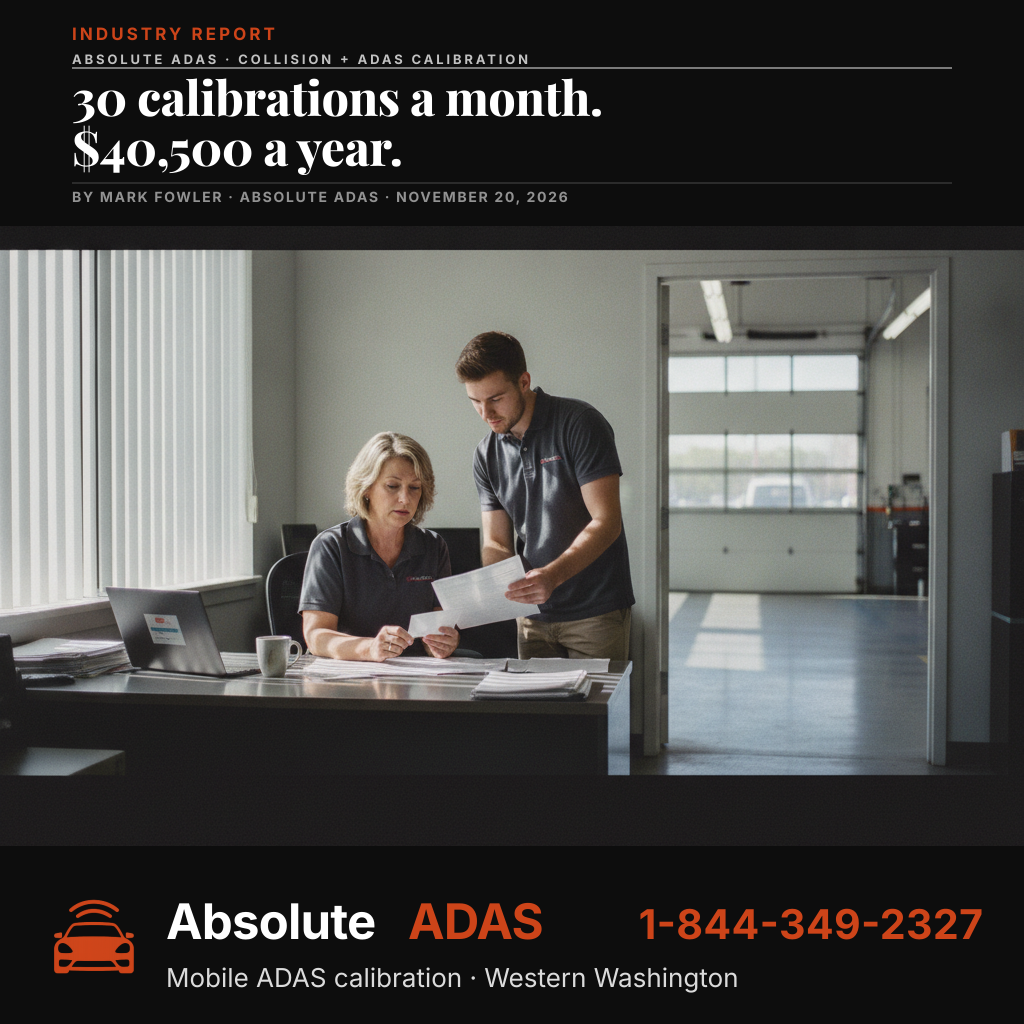 INDUSTRY REPORT
ABSOLUTE ADAS · COLLISION + ADAS CALIBRATION
30 calibrations a month.
$40,500 a year.
BY MARK FOWLER · ABSOLUTE ADAS · NOVEMBER 20, 2026
Absolute ADAS
1-844-349-2327
Mobile ADAS calibration · Western Washington